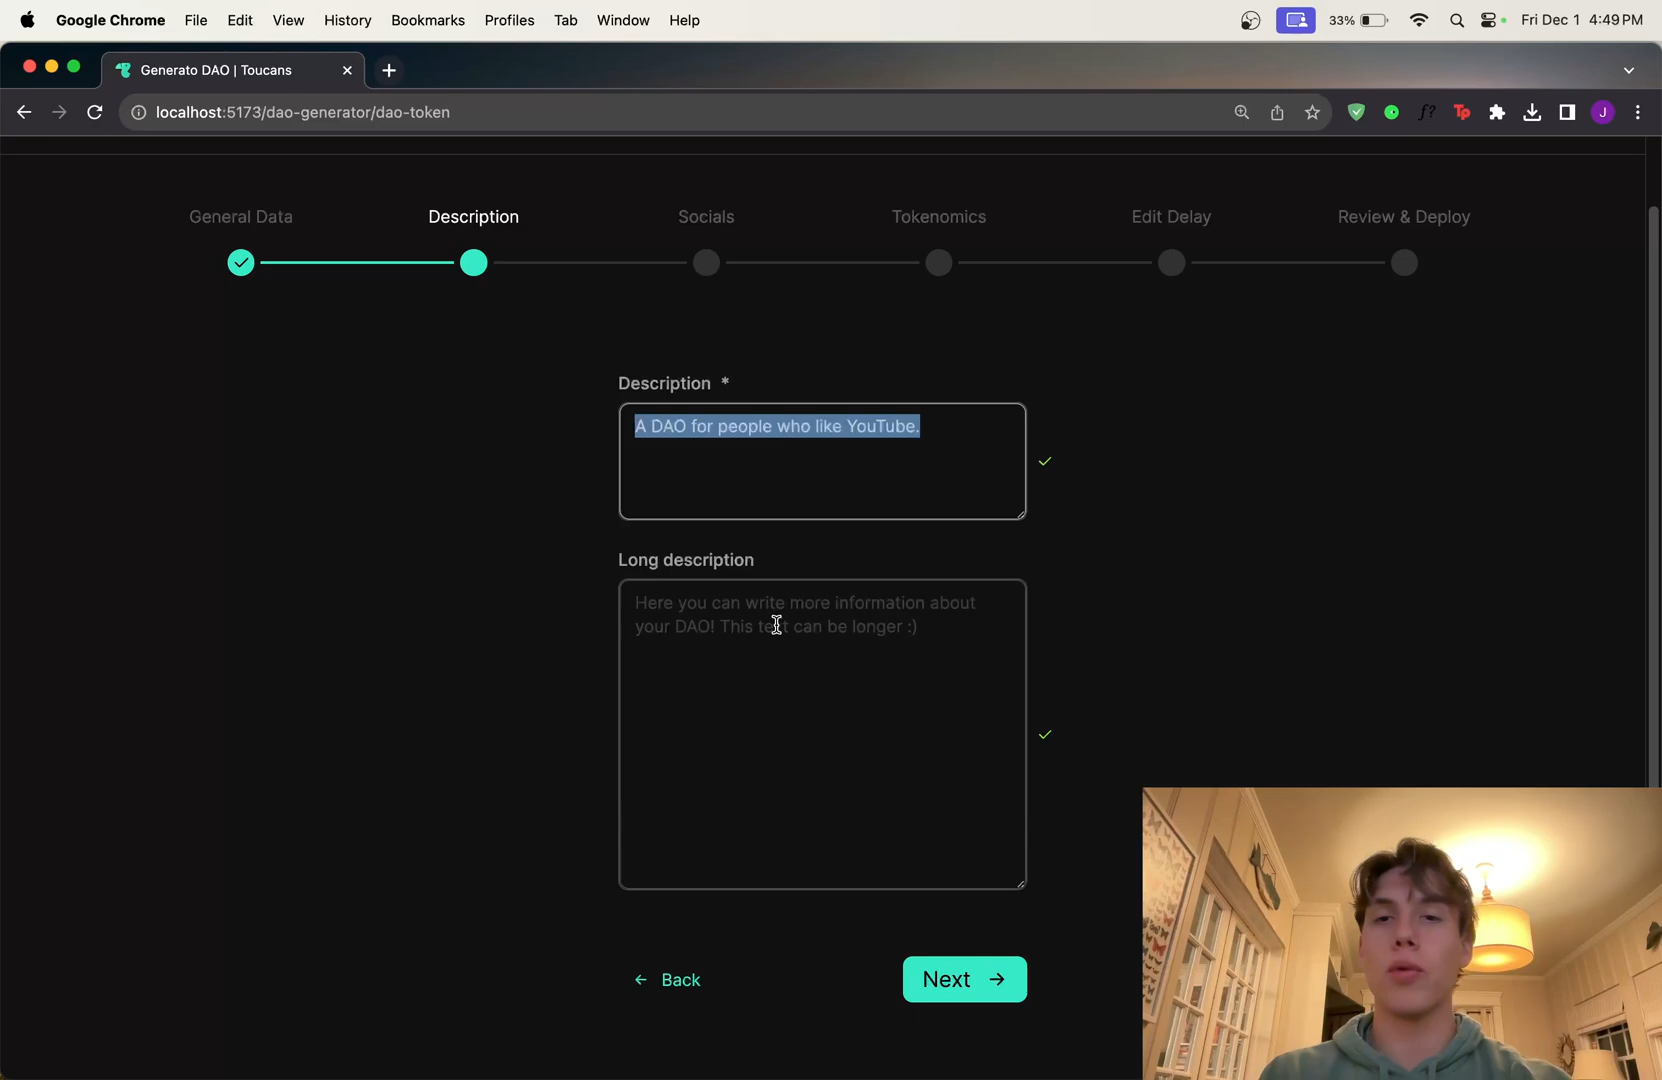 Google Chrome File Edit View History Bookmarks Profiles Tab Window Help 33% Fri Dec 1 4:49 PM
Generato DAO | Toucans
localhost:5173/dao-generator/dao-token f? Tp J
General Data Description Socials Tokenomics Edit Delay Review & Deploy
Description *
A DAO for people who like YouTube.
Long description
Here you can write more information about
your DAO! This text can be longer :)
← Back Next →